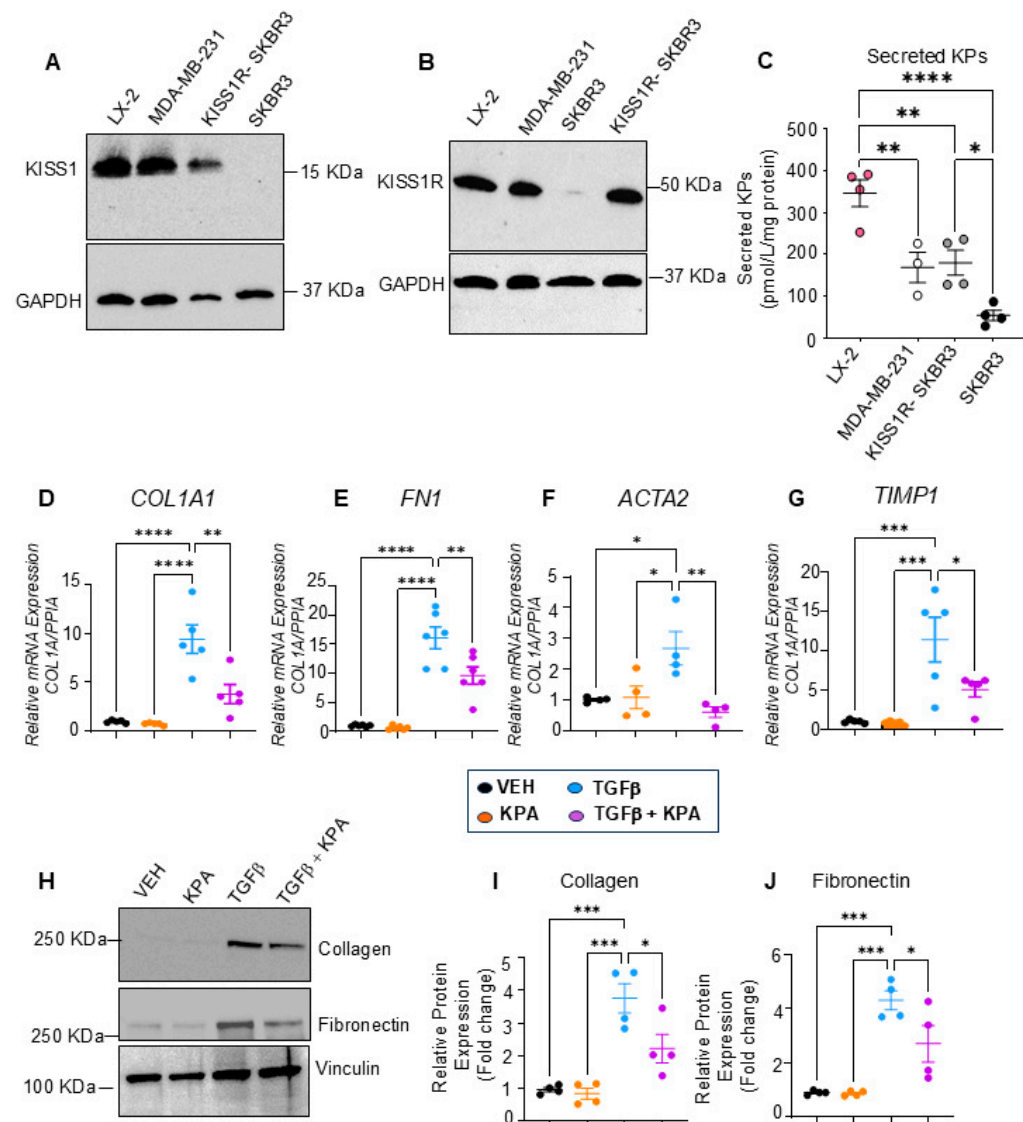 A
LX-2
MDA-MB-231
KISS1R- SKBR3
SKBR3
KISS1
15 KDa
GAPDH
37 KDa
B
LX-2
MDA-MB-231
SKBR3
KISS1R- SKBR3
KISS1R
50 KDa
GAPDH
37 KDa
C
Secreted KPs
****
**
**
*
Secreted KPs
(pmol/L/mg protein)
500
400
300
200
100
0
LX-2
MDA-MB-231
KISS1R- SKBR3
SKBR3
D
COL1A1
****
**
****
Relative mRNA Expression
COL1A/PPIA
15
10
5
0
E
FN1
****
**
****
Relative mRNA Expression
COL1A/PPIA
25
20
15
10
5
0
F
ACTA2
*
*
**
Relative mRNA Expression
COL1A/PPIA
5
4
3
2
1
0
G
TIMP1
***
***
*
Relative mRNA Expression
COL1A/PPIA
20
15
10
5
0
VEH
TGFβ
KPA
TGFβ + KPA
H
VEH
KPA
TGFβ
TGFβ + KPA
250 KDa
Collagen
250 KDa
Fibronectin
100 KDa
Vinculin
I
Collagen
***
***
*
Relative Protein
Expression
(Fold change)
5
4
3
2
1
0
J
Fibronectin
***
***
*
Relative Protein
Expression
(Fold change)
6
4
2
0